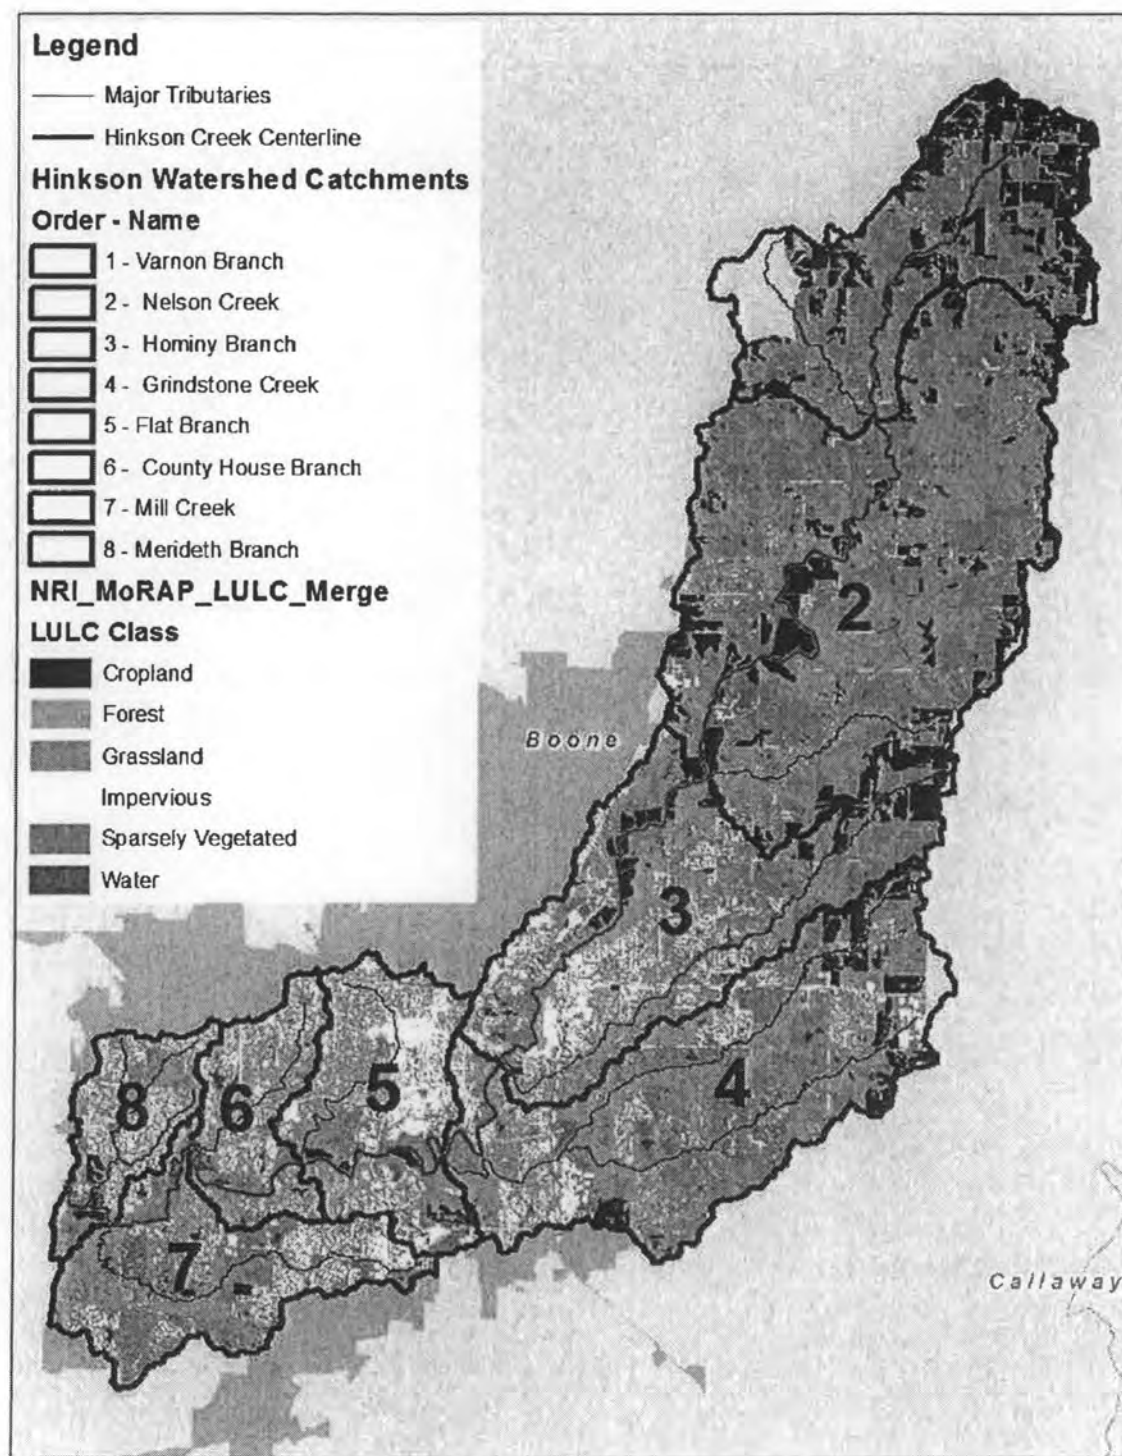 Legend
Major Tributaries
Hinkson Creek Centerline
Hinkson Watershed Catchments
Order - Name
1 - Varnon Branch
2 - Nelson Creek
3 - Hominy Branch
4 - Grindstone Creek
5 - Flat Branch
6 - County House Branch
7 - Mill Creek
8 - Merideth Branch
NRI_MoRAP_LULC_Merge
LULC Class
Cropland
Forest
Grassland
Impervious
Sparsely Vegetated
Water
1
2
Boone
3
4
5
6
8
7
Callaway